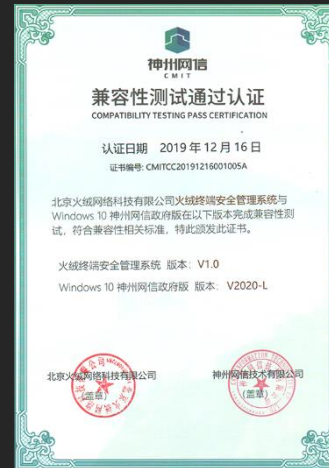 神州网信
CMIT
兼容性测试通过认证
COMPATIBILITY TESTING PASS CERTIFICATION
认证日期 2019 年 12 月 16 日
证书编号: CMITCC20191216001005A
北京火绒网络科技有限公司火绒终端安全管理系统与
Windows 10 神州网信政府版在以下版本完成兼容性测
试，符合兼容性相关标准，特此颁发此证书。
火绒终端安全管理系统 版本: V1.0
Windows 10 神州网信政府版 版本: V2020-L
北京火绒网络科技有限公司
（盖章）
神州网信技术有限公司
（盖章）